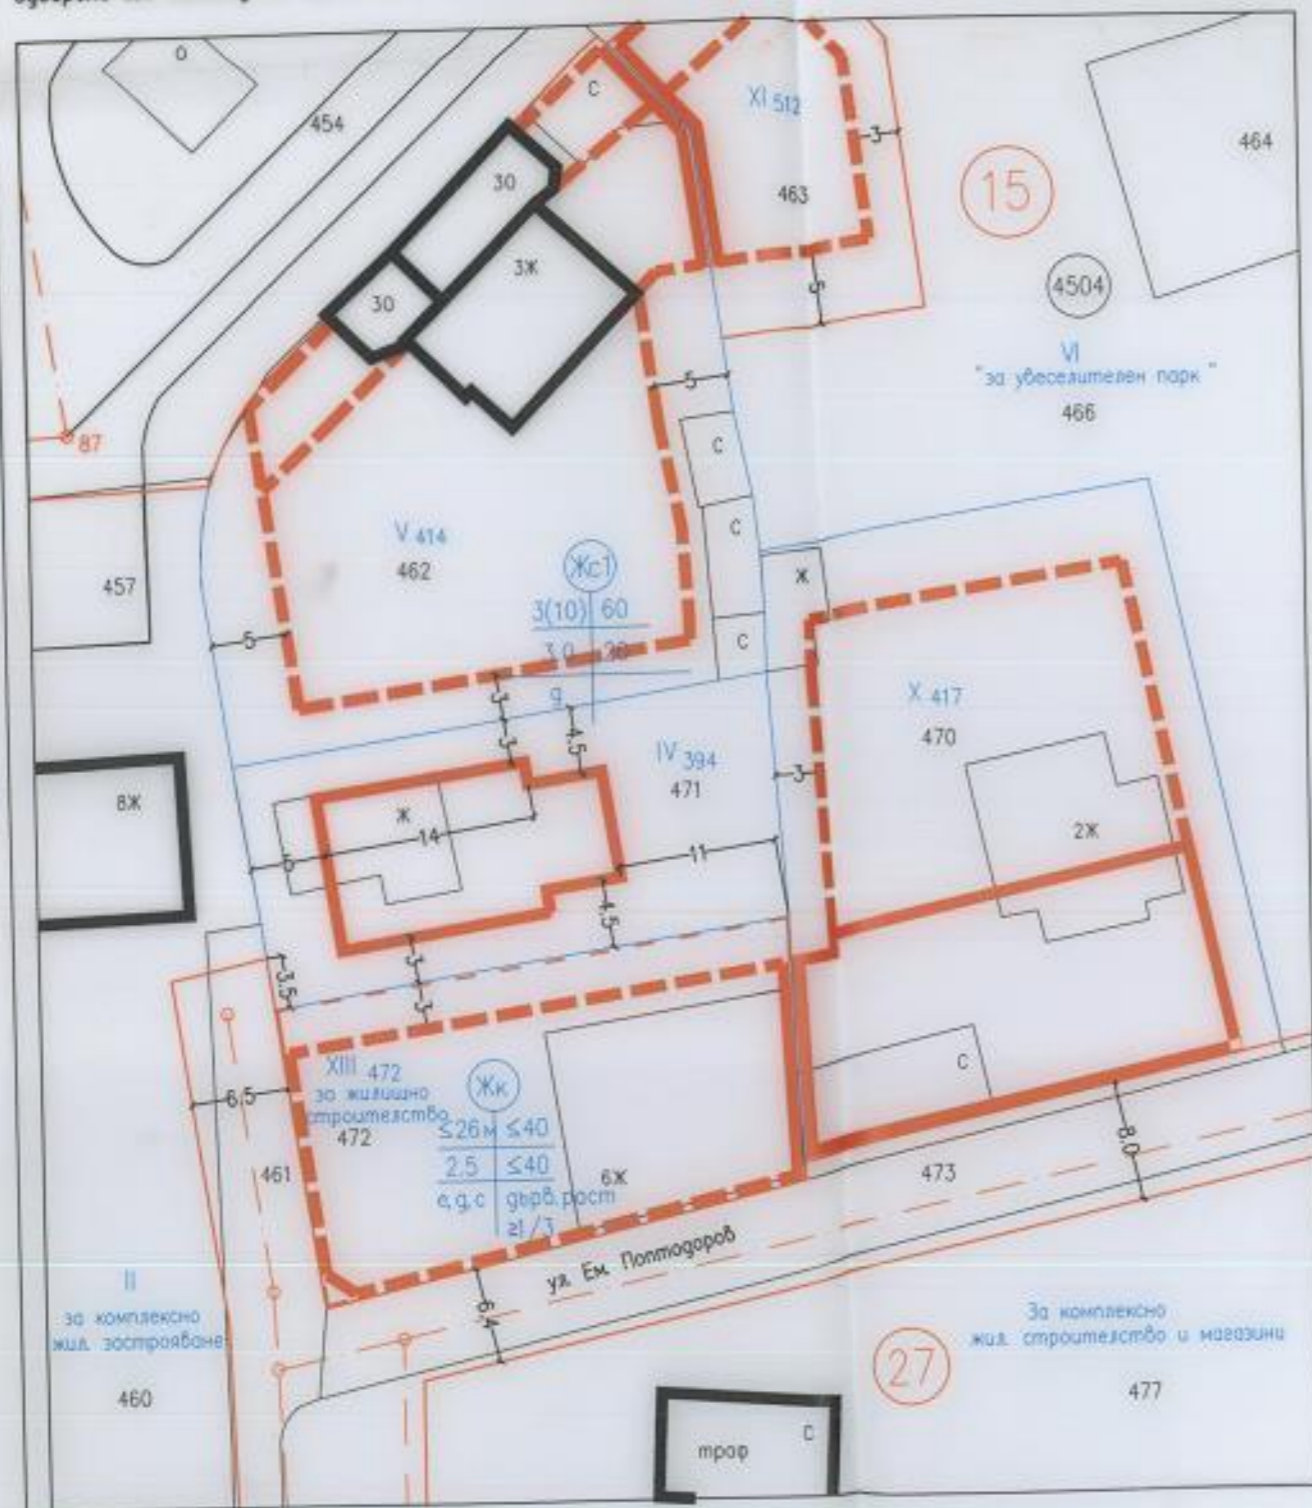 О
454
С
XI 512
3
464
30
463
15
3Ж
4504
30
5
VI
"за увеселителен парк"
466
5
87
С
С
V 414
462
Жс1
Ж
457
3(10) 60
5
3.0
С
g
3
3
4.5
X 417
470
IV 394
471
3
8Ж
Ж
14
2Ж
5
11
4.5
3.5
3
3
XIII 472
за жилищно
строителство
472
Жк
С
6.5
≤26м ≤40
2.5 ≤40
е,д,с дърв. раст
≥1/3
8.0
461
6Ж
473
ул. Ем. Поптодоров
6.4
II
за комплексно
жил. застрояване
460
За комплексно
жил. строителство и магазини
27
477
С
траф